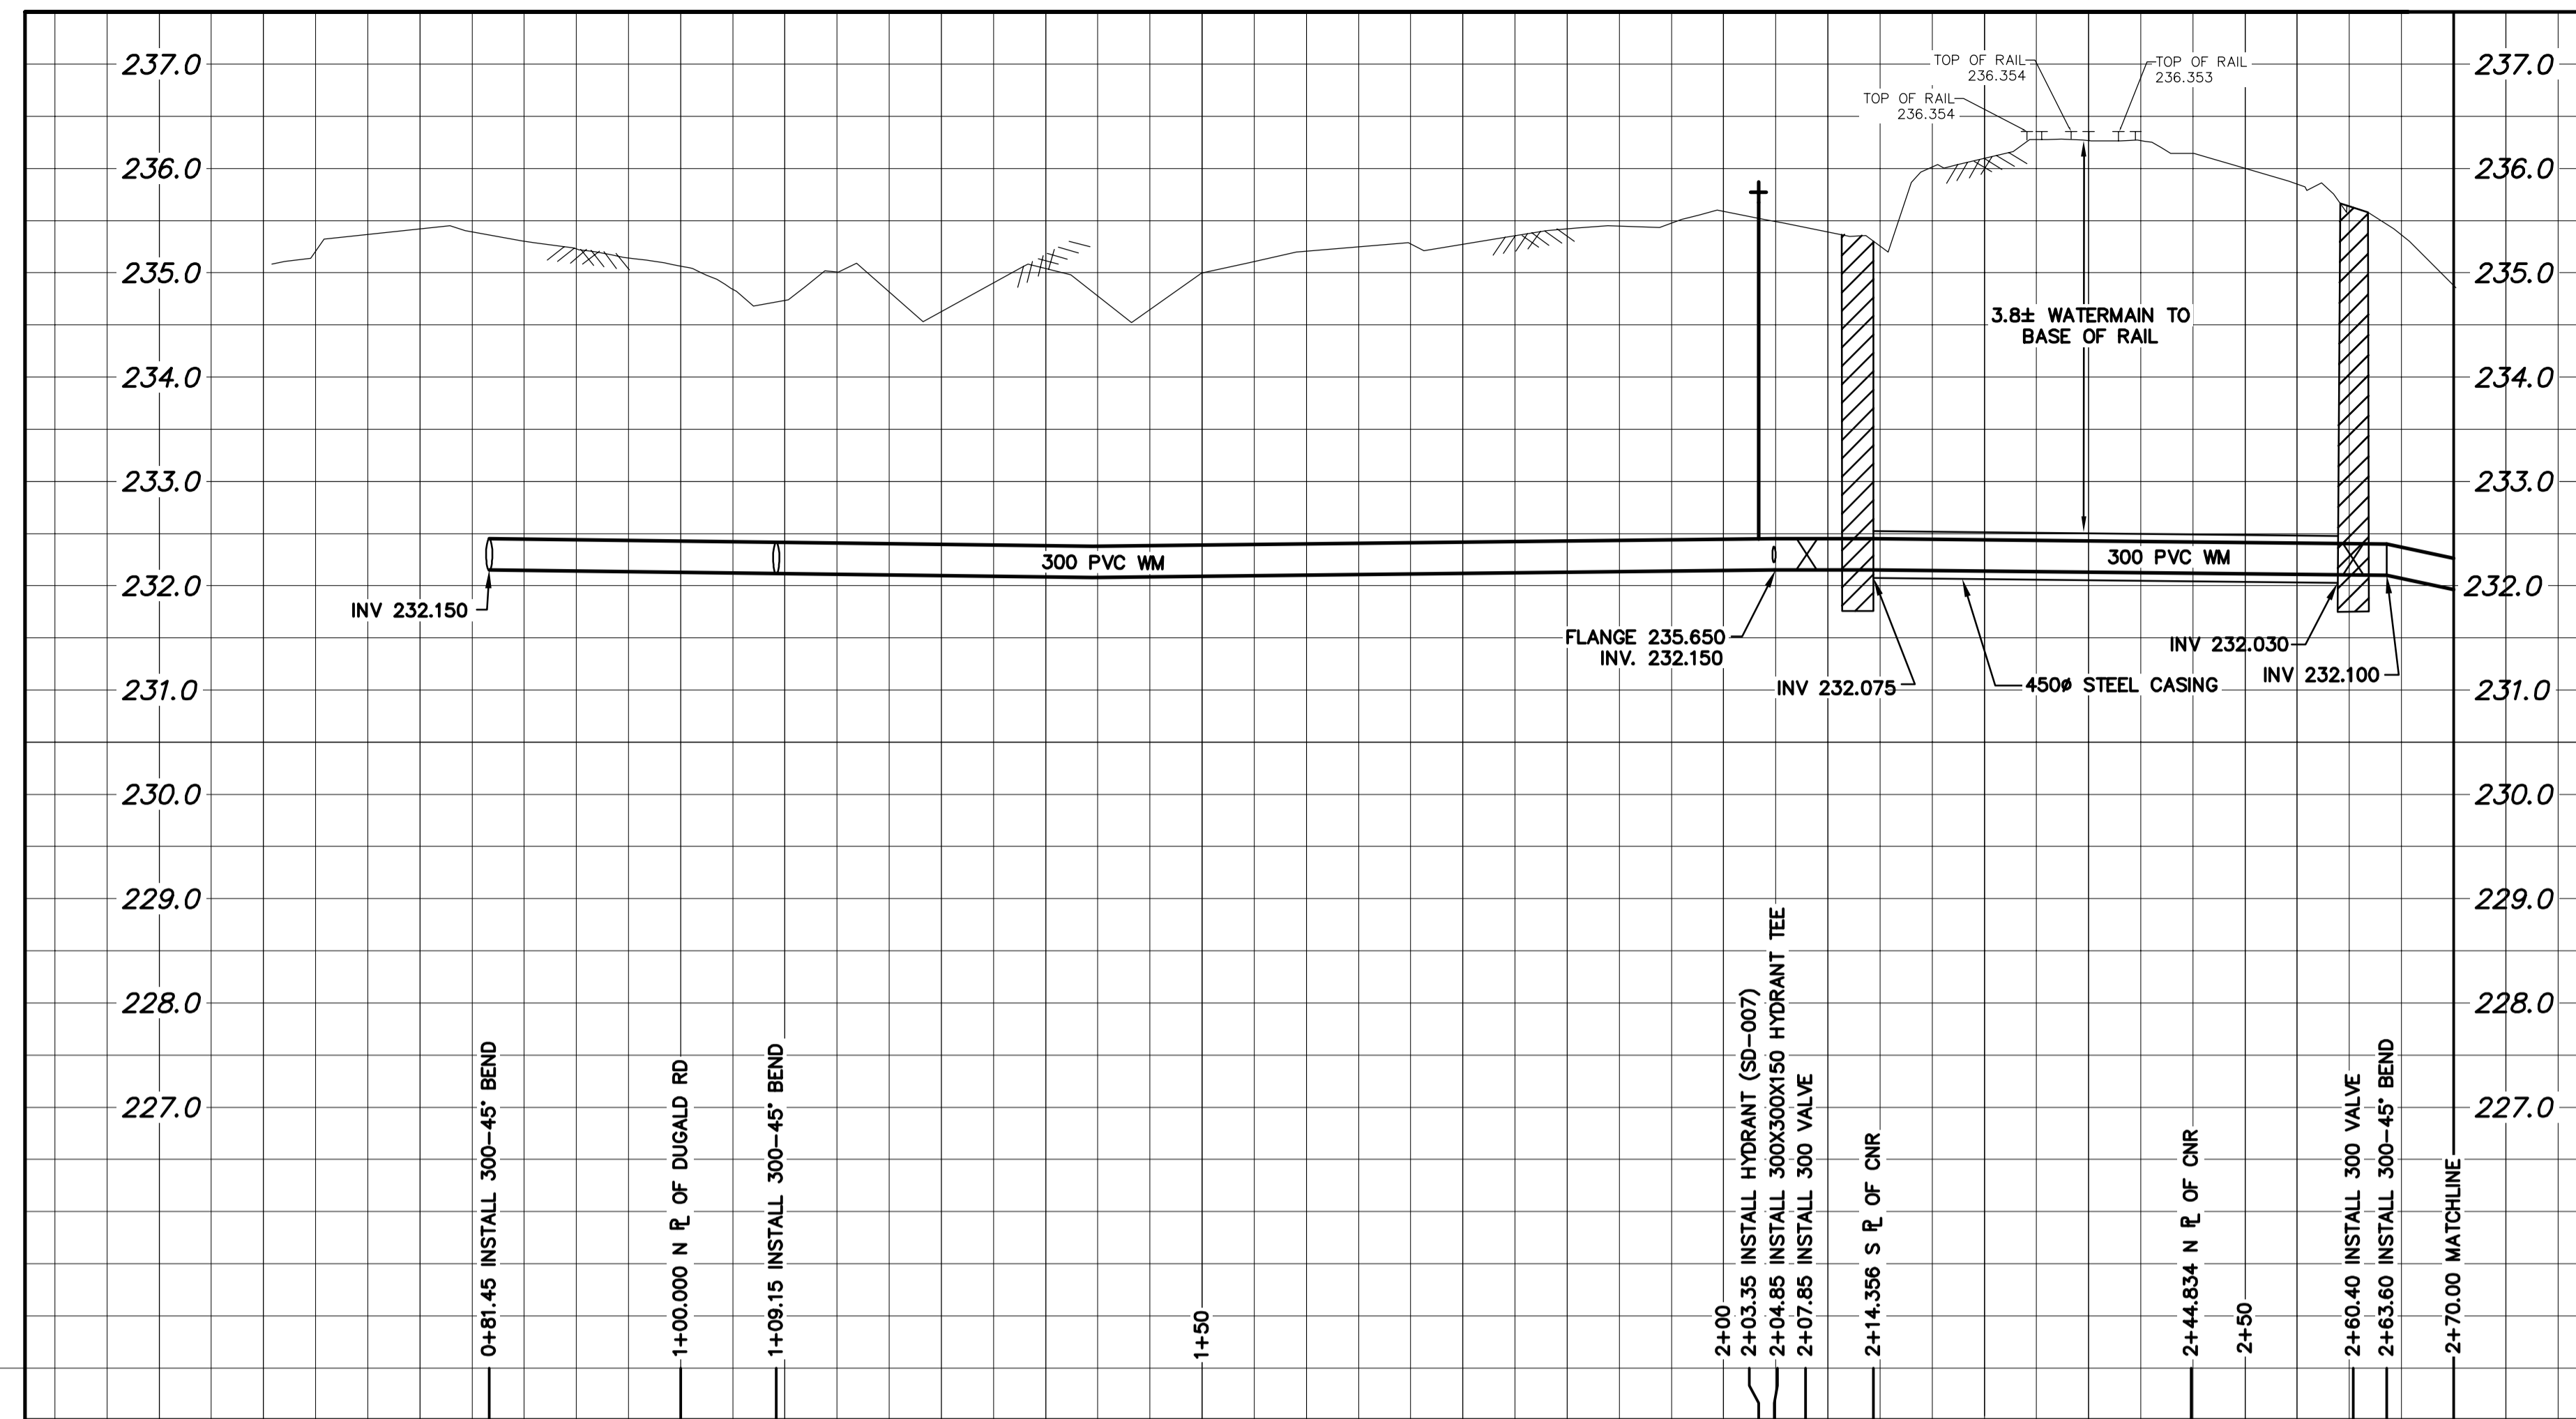 237.0
236.0
235.0
234.0
233.0
232.0
231.0
230.0
229.0
228.0
227.0
TOP OF RAIL
236.354
TOP OF RAIL
236.354
TOP OF RAIL
236.353
3.8± WATERMAIN TO
BASE OF RAIL
300 PVC WM
300 PVC WM
INV 232.150
FLANGE 235.650
INV. 232.150
INV 232.075
450ø STEEL CASING
INV 232.030
INV 232.100
237.0
236.0
235.0
234.0
233.0
232.0
231.0
230.0
229.0
228.0
227.0
0+81.45 INSTALL 300-45° BEND
1+00.000 N PL OF DUGALD RD
1+09.15 INSTALL 300-45° BEND
1+50
2+00
2+03.35 INSTALL HYDRANT (SD-007)
2+04.85 INSTALL 300X300X150 HYDRANT TEE
2+07.85 INSTALL 300 VALVE
2+14.356 S PL OF CNR
2+44.834 N PL OF CNR
2+50
2+60.40 INSTALL 300 VALVE
2+63.60 INSTALL 300-45° BEND
2+70.00 MATCHLINE